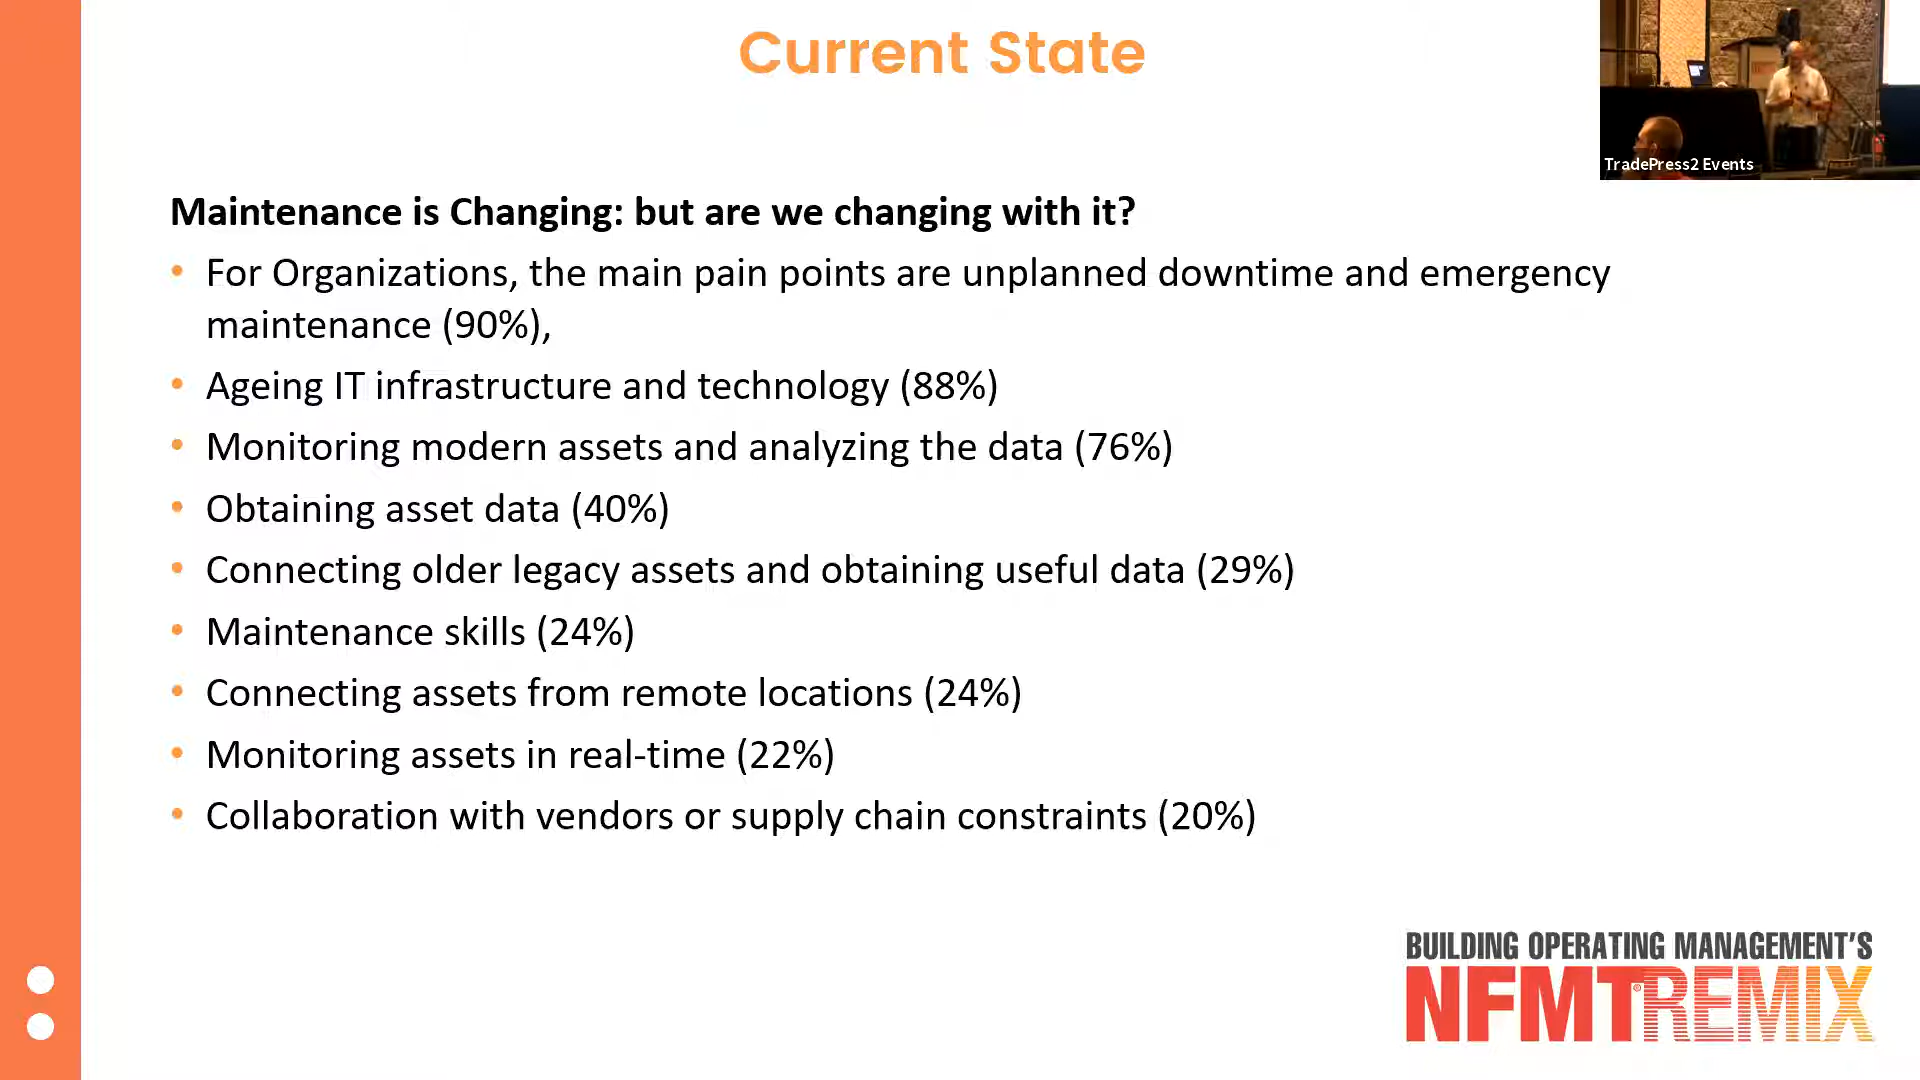 Current State
TradePress2 Events
Maintenance is Changing: but are we changing with it?
• For Organizations, the main pain points are unplanned downtime and emergency
maintenance (90%),
• Ageing IT infrastructure and technology (88%)
• Monitoring modern assets and analyzing the data (76%)
• Obtaining asset data (40%)
• Connecting older legacy assets and obtaining useful data (29%)
• Maintenance skills (24%)
• Connecting assets from remote locations (24%)
• Monitoring assets in real-time (22%)
• Collaboration with vendors or supply chain constraints (20%)
BUILDING OPERATING MANAGEMENT'S
NFMT®REMIX